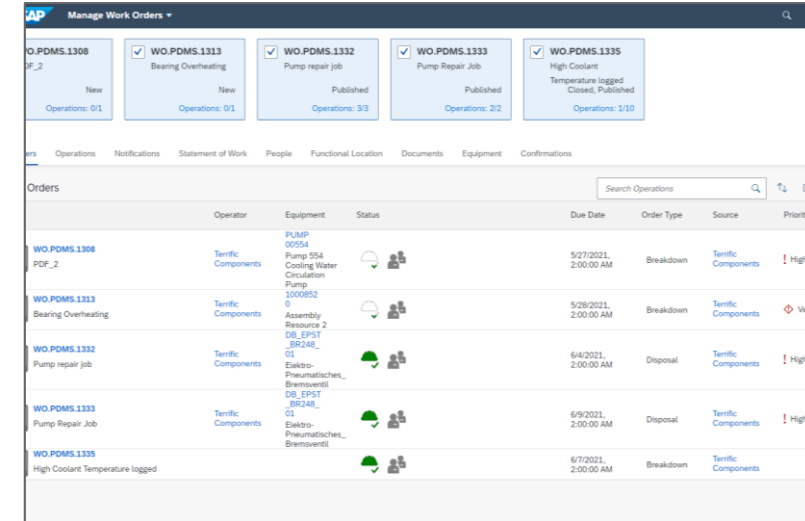 SAP Manage Work Orders
WO.PDMS.1308
PDF_2
New
Operations: 0/1
WO.PDMS.1313
Bearing Overheating
New
Operations: 0/1
WO.PDMS.1332
Pump repair job
Published
Operations: 3/3
WO.PDMS.1333
Pump Repair Job
Published
Operations: 2/2
WO.PDMS.1335
High Coolant
Temperature logged
Closed, Published
Operations: 1/10
ers Operations Notifications Statement of Work People Functional Location Documents Equipment Confirmations
Orders
Search Operations
Operator Equipment Status Due Date Order Type Source Priorit
WO.PDMS.1308
PDF_2
Terrific
Components
PUMP
00554
Pump 554
Cooling Water
Circulation
Pump
5/27/2021,
2:00:00 AM
Breakdown
Terrific
Components
High
WO.PDMS.1313
Bearing Overheating
Terrific
Components
1000852
0
Assembly
Resource 2
5/28/2021,
2:00:00 AM
Breakdown
Terrific
Components
Ve
WO.PDMS.1332
Pump repair job
Terrific
Components
DB_EPST
_BR248_
01
Elektro-
Pneumatisches_
Bremsventil
6/4/2021,
2:00:00 AM
Disposal
Terrific
Components
High
WO.PDMS.1333
Pump Repair Job
Terrific
Components
DB_EPST
_BR248_
01
Elektro-
Pneumatisches_
Bremsventil
6/9/2021,
2:00:00 AM
Disposal
Terrific
Components
High
WO.PDMS.1335
High Coolant Temperature logged
6/7/2021,
2:00:00 AM
Breakdown
Terrific
Components